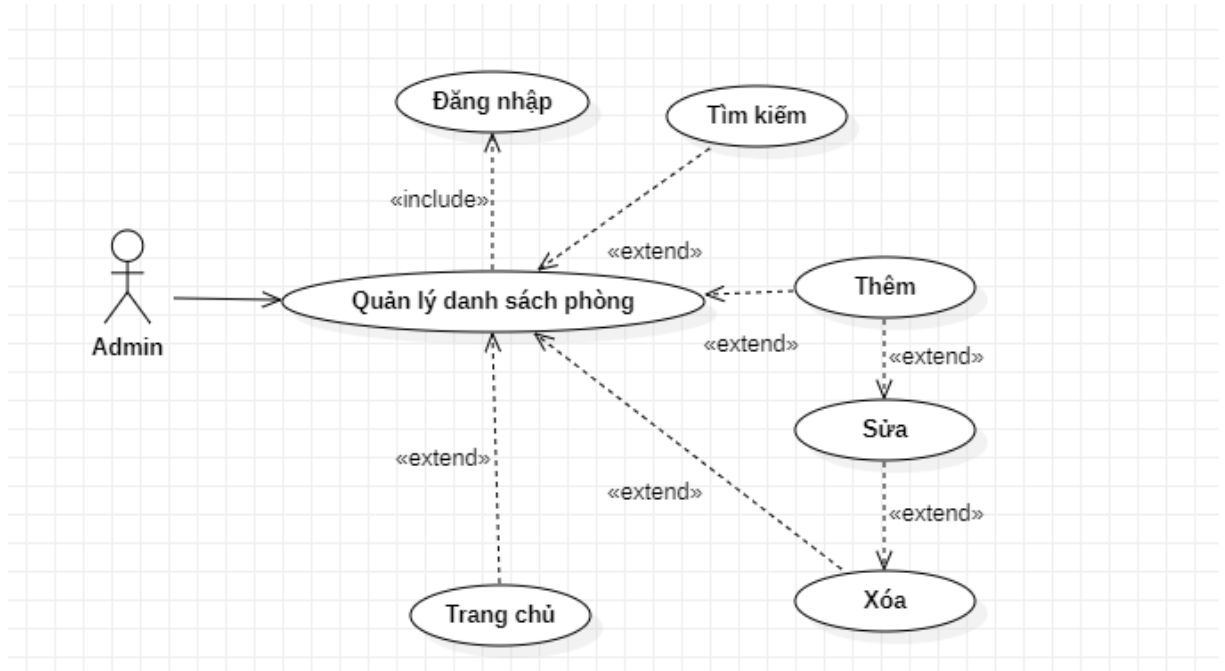 Đăng nhập
Tìm kiếm
«include»
«extend»
Thêm
Quản lý danh sách phòng
Admin
«extend»
«extend»
Sửa
«extend»
«extend»
«extend»
Xóa
Trang chủ